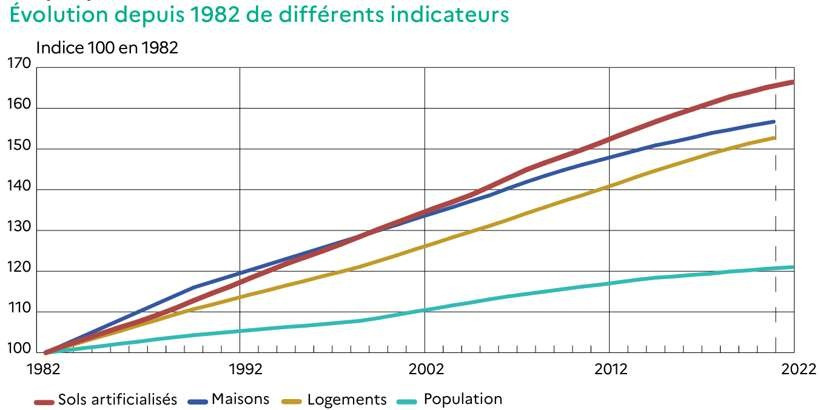 Évolution depuis 1982 de différents indicateurs
Indice 100 en 1982
170
160
150
140
130
120
110
100
1982 1992 2002 2012 2022
Sols artificialisés Maisons Logements Population